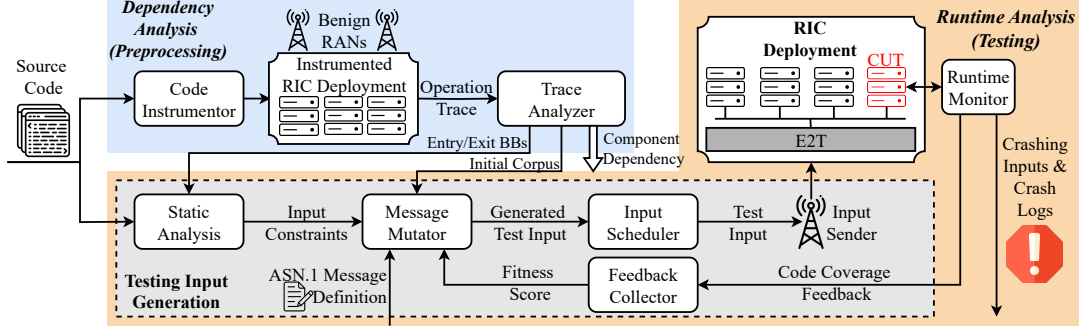 Dependency
Analysis
(Preprocessing)
Benign
RANs
Source
Code
Code
Instrumentor
Instrumented
RIC Deployment
Operation
Trace
Trace
Analyzer
Entry/Exit BBs
Initial Corpus
Component
Dependency
RIC
Deployment
CUT
E2T
Runtime Analysis
(Testing)
Runtime
Monitor
Crashing
Inputs &
Crash
Logs
Static
Analysis
Input
Constraints
Message
Mutator
Generated
Test Input
Input
Scheduler
Test
Input
Input
Sender
Testing Input
Generation
ASN.1 Message
Definition
Fitness
Score
Feedback
Collector
Code Coverage
Feedback